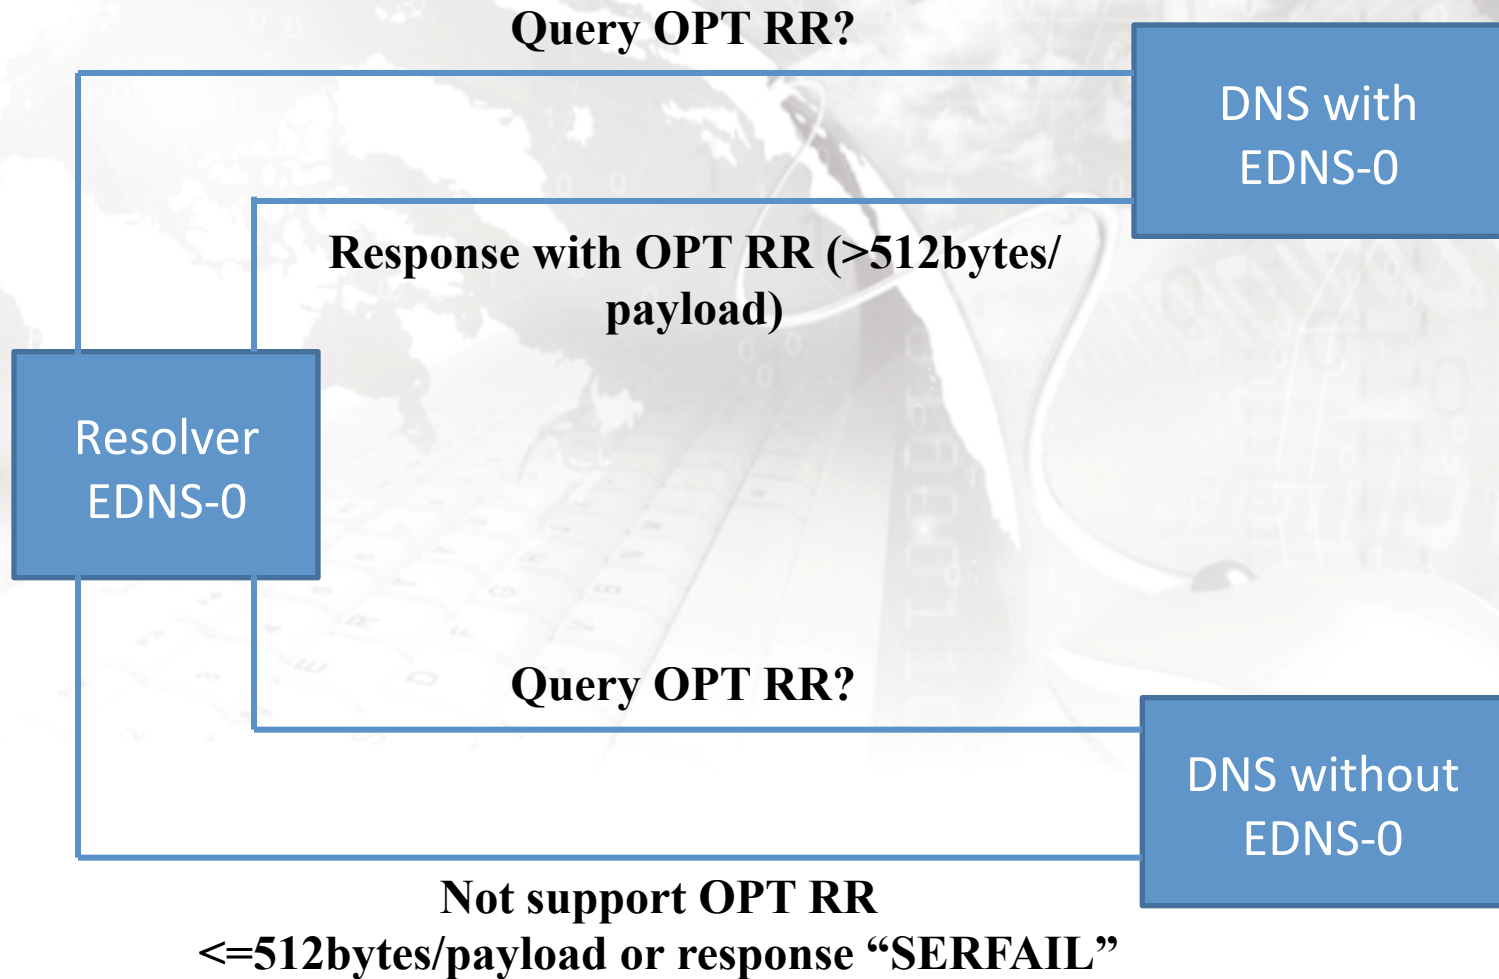 Query OPT RR?
DNS with
EDNS-0
Response with OPT RR (>512bytes/
payload)
Resolver
EDNS-0
Query OPT RR?
DNS without
EDNS-0
Not support OPT RR
<=512bytes/payload or response “SERFAIL”